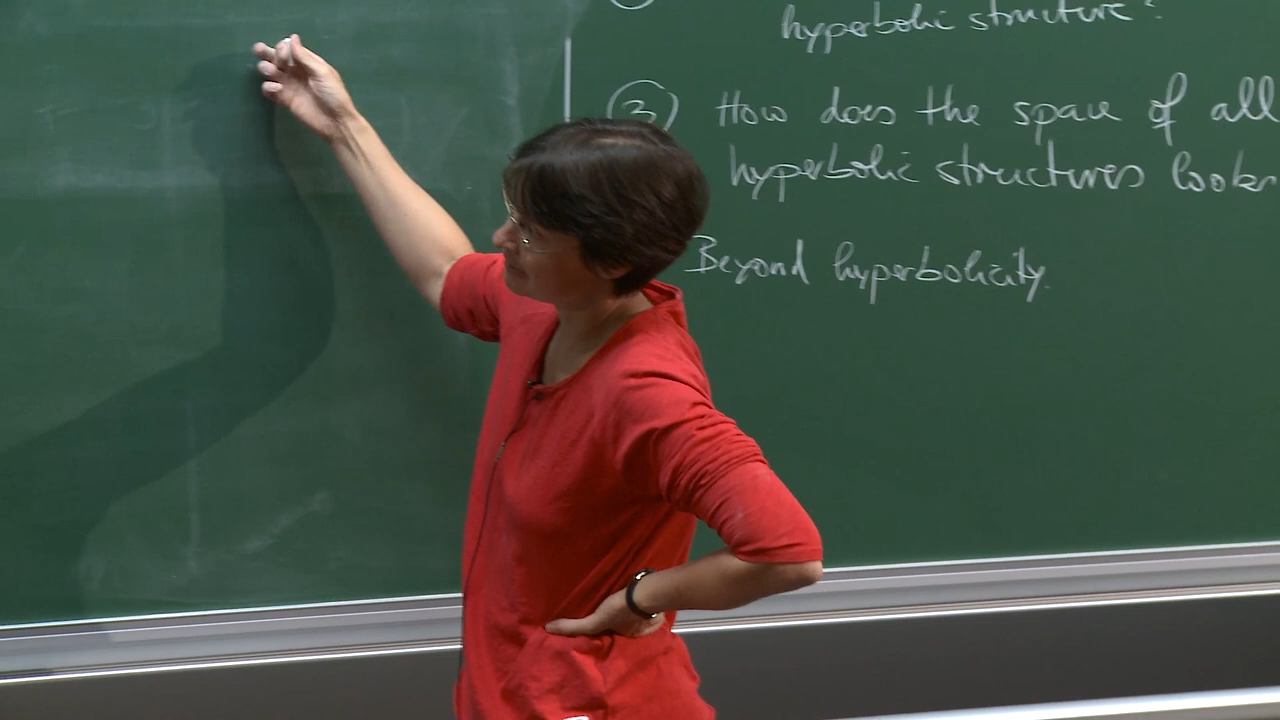 hyperbolic structure?
③ How does the space of all
hyperbolic structures look
Beyond hyperbolicity.